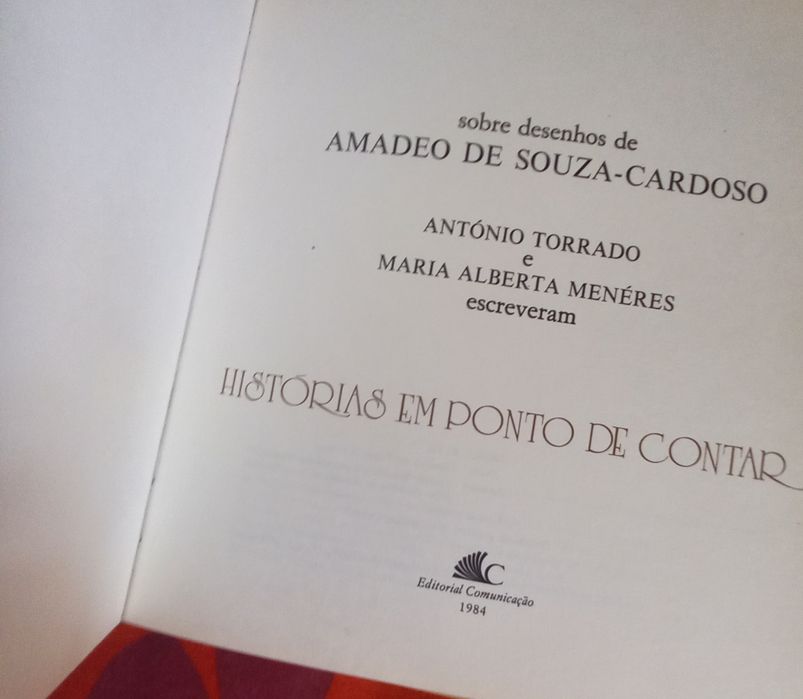 sobre desenhos de
AMADEO DE SOUZA-CARDOSO
ANTÓNIO TORRADO
e
MARIA ALBERTA MENÉRES
escreveram
HISTÓRIAS EM PONTO DE CONTAR
C
Editorial Comunicação
1984